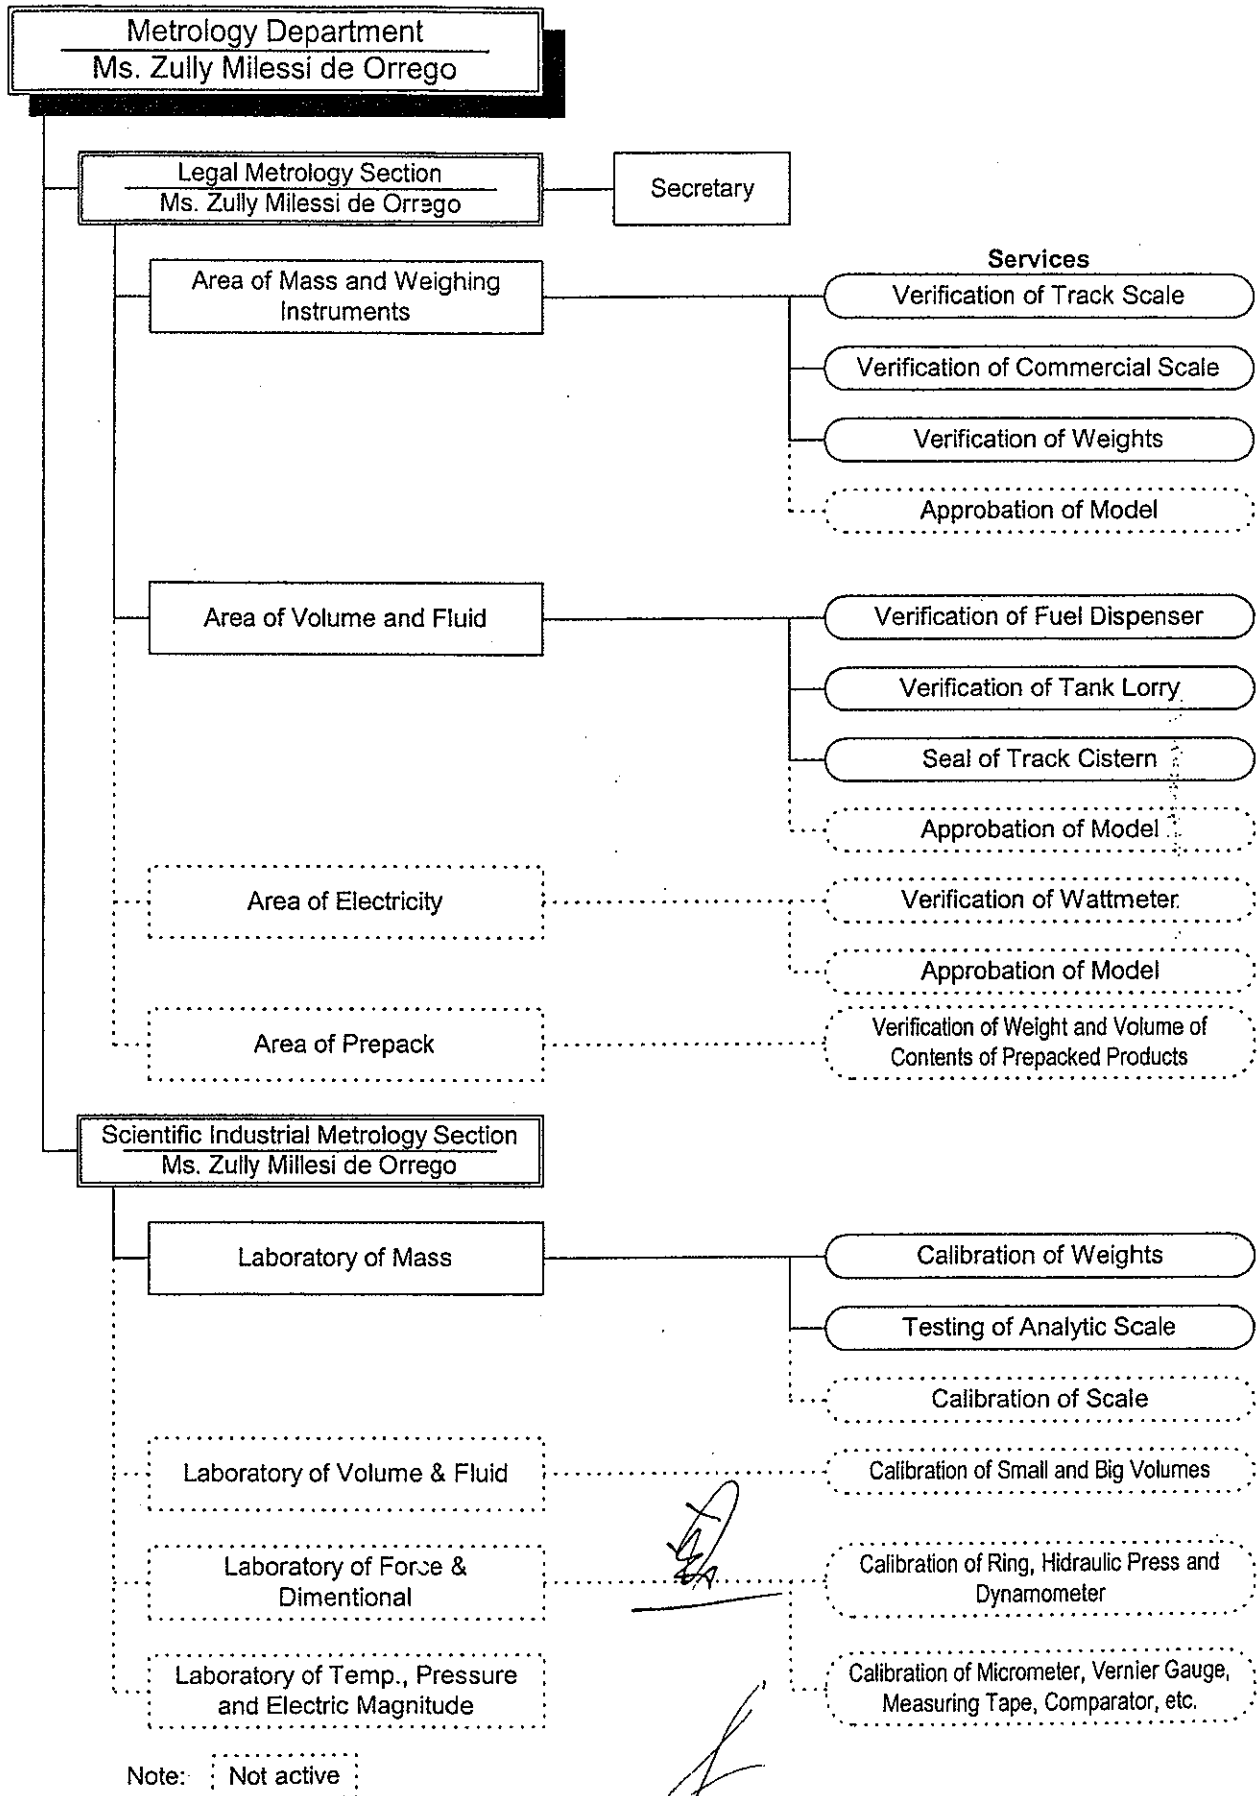 Metrology Department
Ms. Zully Milessi de Orrego
Legal Metrology Section
Ms. Zully Milessi de Orrego
Secretary
Services
Area of Mass and Weighing
Instruments
Verification of Track Scale
Verification of Commercial Scale
Verification of Weights
Approbation of Model
Area of Volume and Fluid
Verification of Fuel Dispenser
Verification of Tank Lorry
Seal of Track Cistern
Approbation of Model
Area of Electricity
Verification of Wattmeter
Approbation of Model
Area of Prepack
Verification of Weight and Volume of
Contents of Prepacked Products
Scientific Industrial Metrology Section
Ms. Zully Millesi de Orrego
Laboratory of Mass
Calibration of Weights
Testing of Analytic Scale
Calibration of Scale
Laboratory of Volume & Fluid
Calibration of Small and Big Volumes
Laboratory of Force &
Dimentional
Calibration of Ring, Hidraulic Press and
Dynamometer
Laboratory of Temp., Pressure
and Electric Magnitude
Calibration of Micrometer, Vernier Gauge,
Measuring Tape, Comparator, etc.
Note: Not active